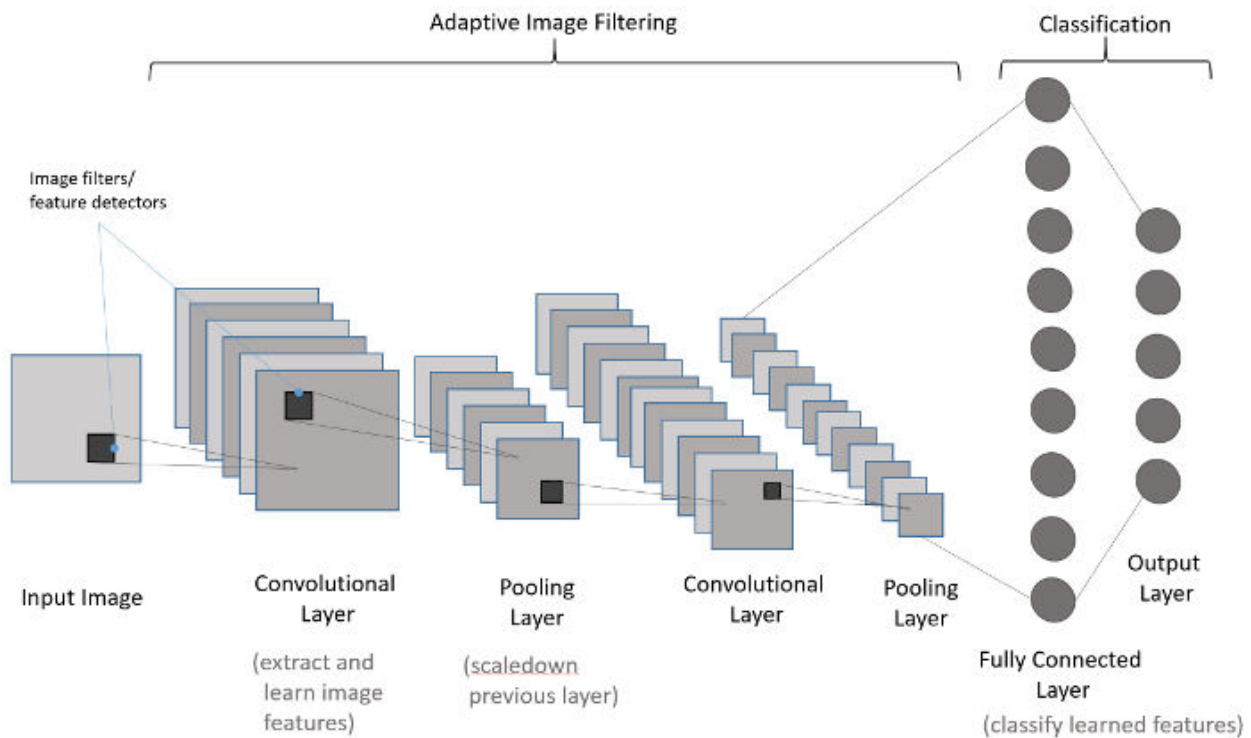 Adaptive Image Filtering
Classification
Image filters/
feature detectors
Input Image
Convolutional
Layer
(extract and
learn image
features)
Pooling
Layer
(scaledown
previous layer)
Convolutional
Layer
Pooling
Layer
Fully Connected
Layer
(classify learned features)
Output
Layer